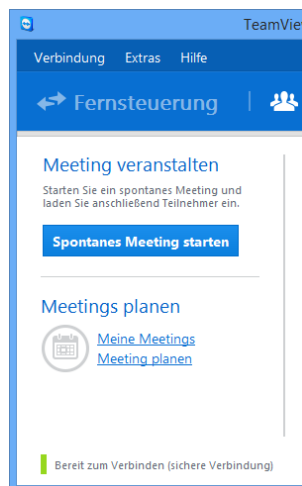 TeamVie
Verbindung Extras Hilfe
Fernsteuerung
Meeting veranstalten
Starten Sie ein spontanes Meeting und
laden Sie anschließend Teilnehmer ein.
Spontanes Meeting starten
Meetings planen
Meine Meetings
Meeting planen
Bereit zum Verbinden (sichere Verbindung)